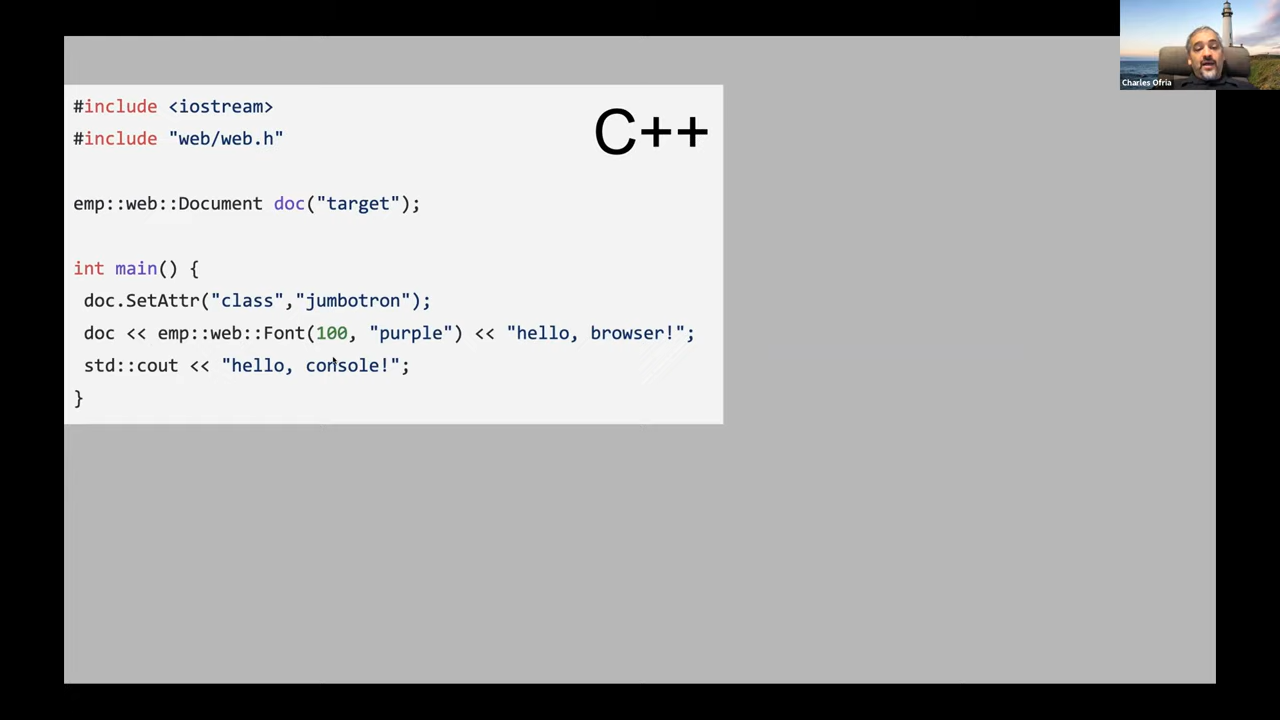 #include <iostream>
#include "web/web.h"
C++
emp::web::Document doc("target");
int main() {
doc.SetAttr("class","jumbotron");
doc << emp::web::Font(100, "purple") << "hello, browser!";
std::cout << "hello, console!";
}
Charles Ofria